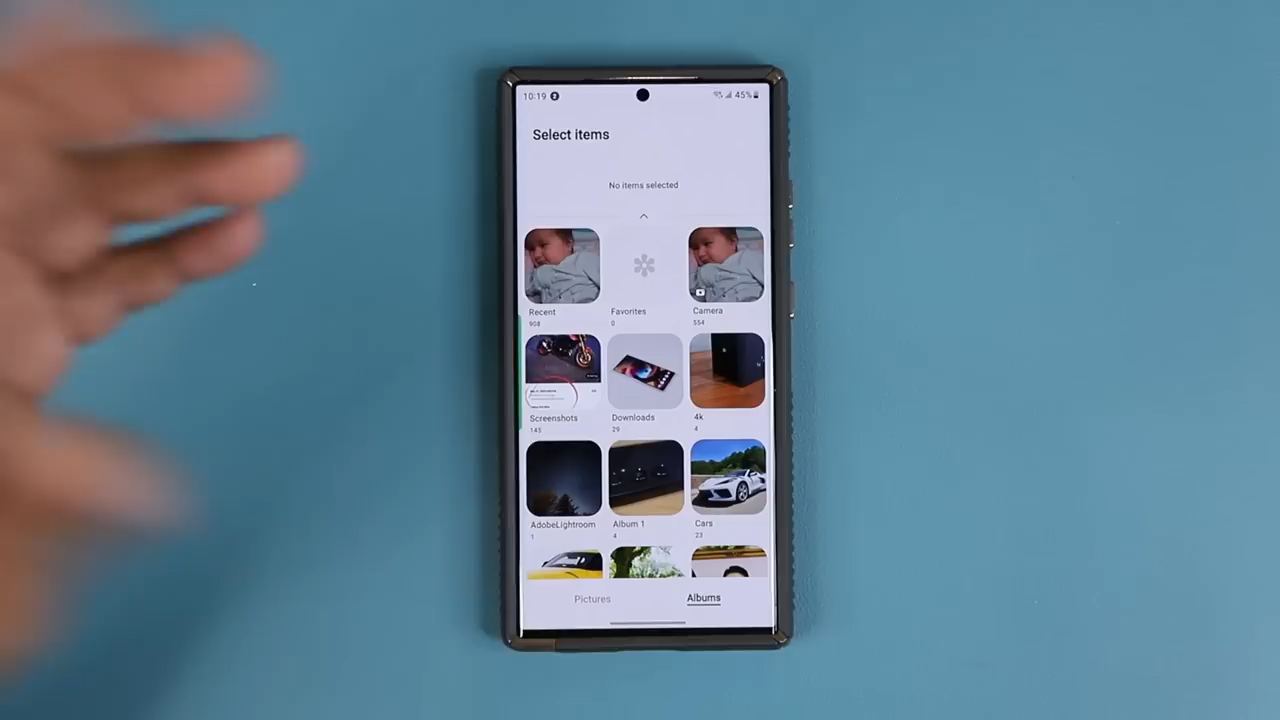 10:19
45%
Select items
No items selected
Recent
908
Favorites
0
Camera
554
Screenshots
145
Downloads
29
4k
4
AdobeLightroom
1
Album 1
4
Cars
23
Pictures
Albums